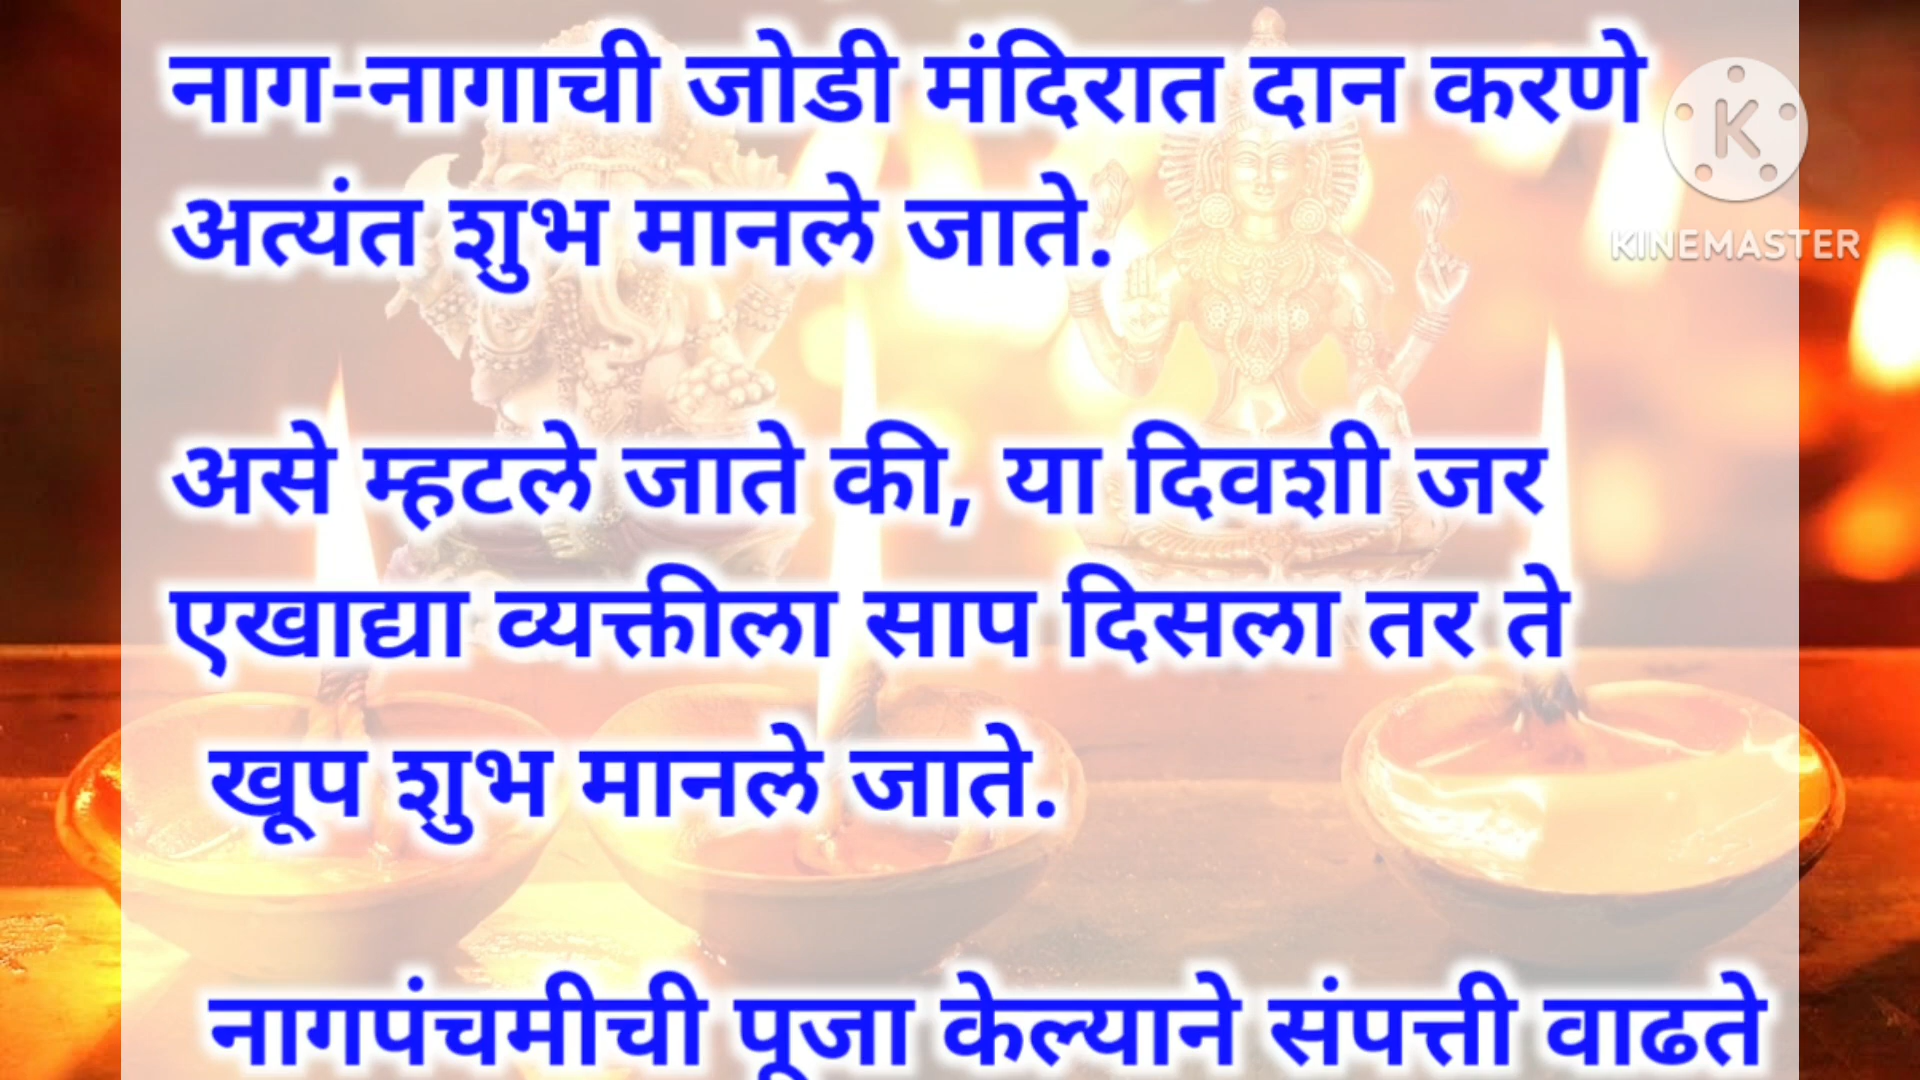 नाग-नागाची जोडी मंदिरात दान करणे
अत्यंत शुभ मानले जाते.
असे म्हटले जाते की, या दिवशी जर
एखाद्या व्यक्तीला साप दिसला तर ते
खूप शुभ मानले जाते.
नागपंचमीची पूजा केल्याने संपत्ती वाढते
K
KINEMASTER